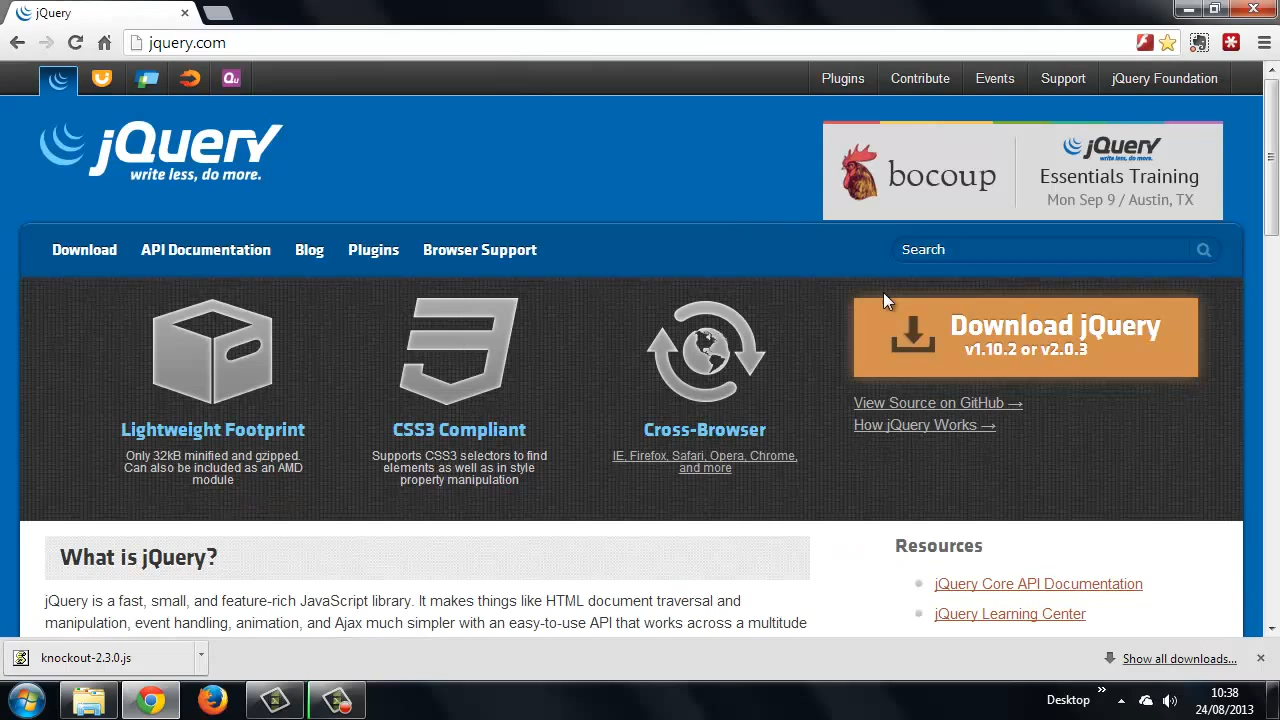 jQuery
jquery.com
Qu
Plugins
Contribute
Events
Support
jQuery Foundation
jQuery
write less, do more.
bocoup
jQuery
write less, do more.
Essentials Training
Mon Sep 9 / Austin, TX
Download
API Documentation
Blog
Plugins
Browser Support
Search
Download jQuery
v1.10.2 or v2.0.3
View Source on GitHub →
How jQuery Works →
Lightweight Footprint
Only 32kB minified and gzipped.
Can also be included as an AMD
module
CSS3 Compliant
Supports CSS3 selectors to find
elements as well as in style
property manipulation
Cross-Browser
IE, Firefox, Safari, Opera, Chrome,
and more
What is jQuery?
jQuery is a fast, small, and feature-rich JavaScript library. It makes things like HTML document traversal and
manipulation, event handling, animation, and Ajax much simpler with an easy-to-use API that works across a multitude
Resources
jQuery Core API Documentation
jQuery Learning Center
knockout-2.3.0.js
Show all downloads...
Desktop
10:38
24/08/2013